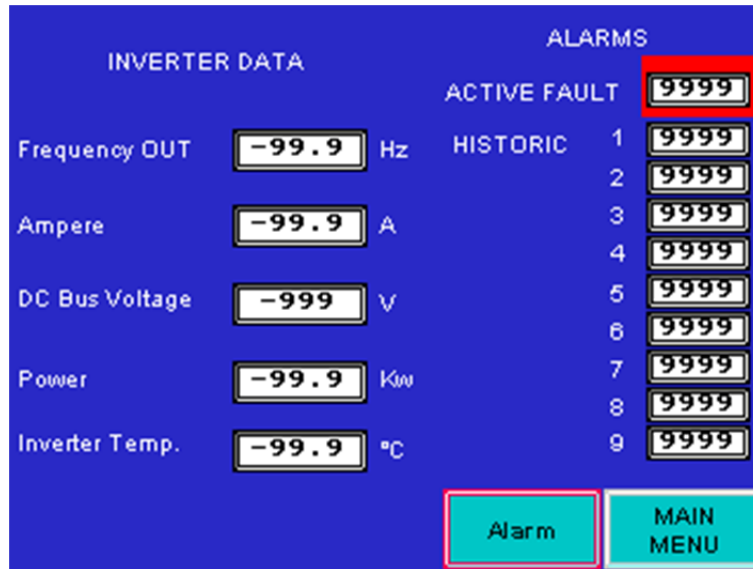 INVERTER DATA
Frequency OUT -99.9 Hz
Ampere -99.9 A
DC Bus Voltage -999 V
Power -99.9 Kw
Inverter Temp. -99.9 °C
ALARMS
ACTIVE FAULT 9999
HISTORIC 1 9999
2 9999
3 9999
4 9999
5 9999
6 9999
7 9999
8 9999
9 9999
Alarm
MAIN
MENU